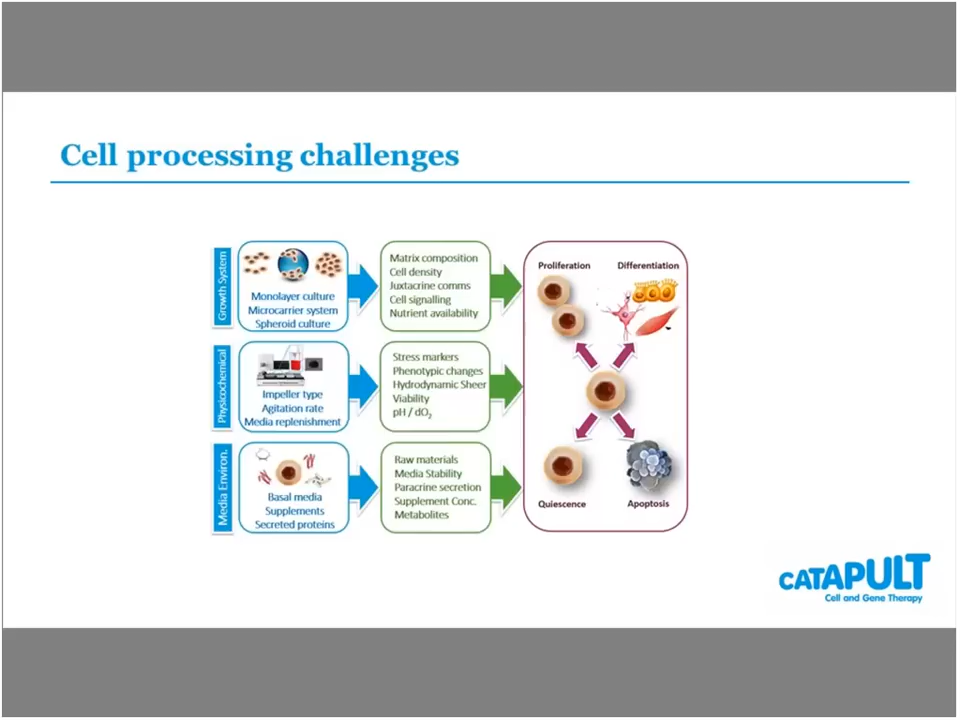 Cell processing challenges
Growth System
Monolayer culture
Microcarrier system
Spheroid culture
Matrix composition
Cell density
Juxtacrine comms
Cell signalling
Nutrient availability
Physicochemical
Impeller type
Agitation rate
Media replenishment
Stress markers
Phenotypic changes
Hydrodynamic Sheer
Viability
pH / dO₂
Media Environ.
Basal media
Supplements
Secreted proteins
Raw materials
Media Stability
Paracrine secretion
Supplement Conc.
Metabolites
Proliferation
Differentiation
Quiescence
Apoptosis
CATAPULT
Cell and Gene Therapy